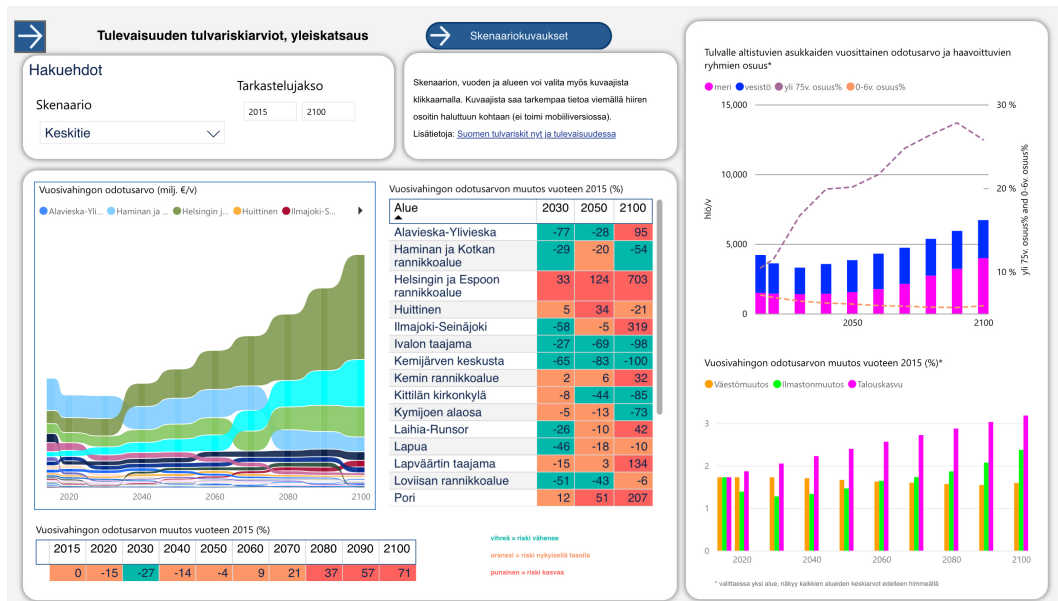 Tulevaisuuden tulvariskiarviot, yleiskatsaus
Skenaariokuvaukset
Hakuehdot
Tarkastelujakso
Skenaario
2015 2100
Keskitie
Skenaarion, vuoden ja alueen voi valita myös kuvaajista
klikkaamalla. Kuvaajista saa tarkempaa tietoa viemällä hiiren
osoitin haluttuun kohtaan (ei toimi mobiiliversiossa).
Lisätietoja: Suomen tulvariskit nyt ja tulevaisuudessa
Vuosivahingon odotusarvo (milj. €/v)
Alavieska-Yli... Haminan ja ... Helsingin j... Huittinen Ilmajoki-S...
2020 2040 2060 2080 2100
Vuosivahingon odotusarvon muutos vuoteen 2015 (%)
Alue 2030 2050 2100
Alavieska-Ylivieska -77 -28 95
Haminan ja Kotkan
rannikkoalue -29 -20 -54
Helsingin ja Espoon
rannikkoalue 33 124 703
Huittinen 5 34 -21
Ilmajoki-Seinäjoki -58 -5 319
Ivalon taajama -27 -69 -98
Kemijärven keskusta -65 -83 -100
Kemin rannikkoalue 2 6 32
Kittilän kirkonkylä -8 -44 -85
Kymijoen alaosa -5 -13 -73
Laihia-Runsor -26 -10 42
Lapua -46 -18 -10
Lapväärtin taajama -15 3 134
Loviisan rannikkoalue -51 -43 -6
Pori 12 51 207
Vuosivahingon odotusarvon muutos vuoteen 2015 (%)
2015 2020 2030 2040 2050 2060 2070 2080 2090 2100
0 -15 -27 -14 -4 9 21 37 57 71
vihreä = riski vähenee
oranssi = riski nykyisellä tasolla
punainen = riski kasvaa
Tulvalle altistuvien asukkaiden vuosittainen odotusarvo ja haavoittuvien
ryhmien osuus*
meri vesistö yli 75v. osuus% 0-6v. osuus%
15,000 30 %
10,000 20 %
5,000 10 %
0
hlö/v
yli 75v. osuus% and 0-6v. osuus%
2050 2100
Vuosivahingon odotusarvon muutos vuoteen 2015 (%)*
Väestömuutos Ilmastonmuutos Talouskasvu
3
2
1
0
2020 2040 2060 2080 2100
* valittaessa yksi alue, näkyy kaikkien alueiden keskiarvot edelleen himmeällä